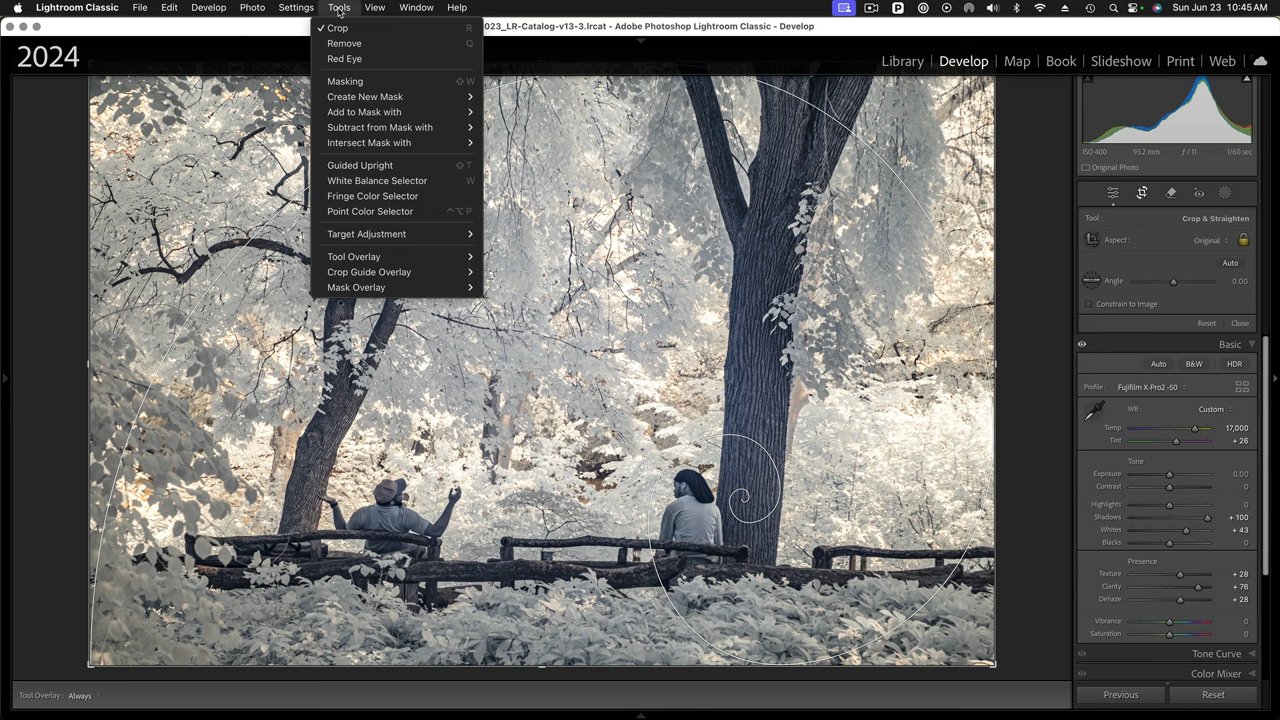 Lightroom Classic File Edit Develop Photo Settings Tools View Window Help Sun Jun 23 10:45 AM
023_LR-Catalog-v13-3.lrcat - Adobe Photoshop Lightroom Classic - Develop
2024 Library | Develop | Map | Book | Slideshow | Print | Web
Crop R
Remove Q
Red Eye
Masking ⇧ W
Create New Mask
Add to Mask with
Subtract from Mask with
Intersect Mask with
Guided Upright ⇧ T
White Balance Selector W
Fringe Color Selector
Point Color Selector ^⌥ P
Target Adjustment
Tool Overlay
Crop Guide Overlay
Mask Overlay
ISO 400 93.2 mm ƒ / 11 1/60 sec
Original Photo
Tool : Crop & Straighten
Aspect : Original
Auto
Angle 0.00
Constrain to Image
Reset Close
Basic
Auto B&W HDR
Profile : Fujifilm X-Pro2 -50
WB : Custom
Temp 17,000
Tint + 26
Tone
Exposure 0.00
Contrast 0
Highlights 0
Shadows + 100
Whites + 43
Blacks 0
Presence
Texture + 28
Clarity + 76
Dehaze + 28
Vibrance 0
Saturation 0
Tone Curve
Color Mixer
Tool Overlay : Always
Previous Reset